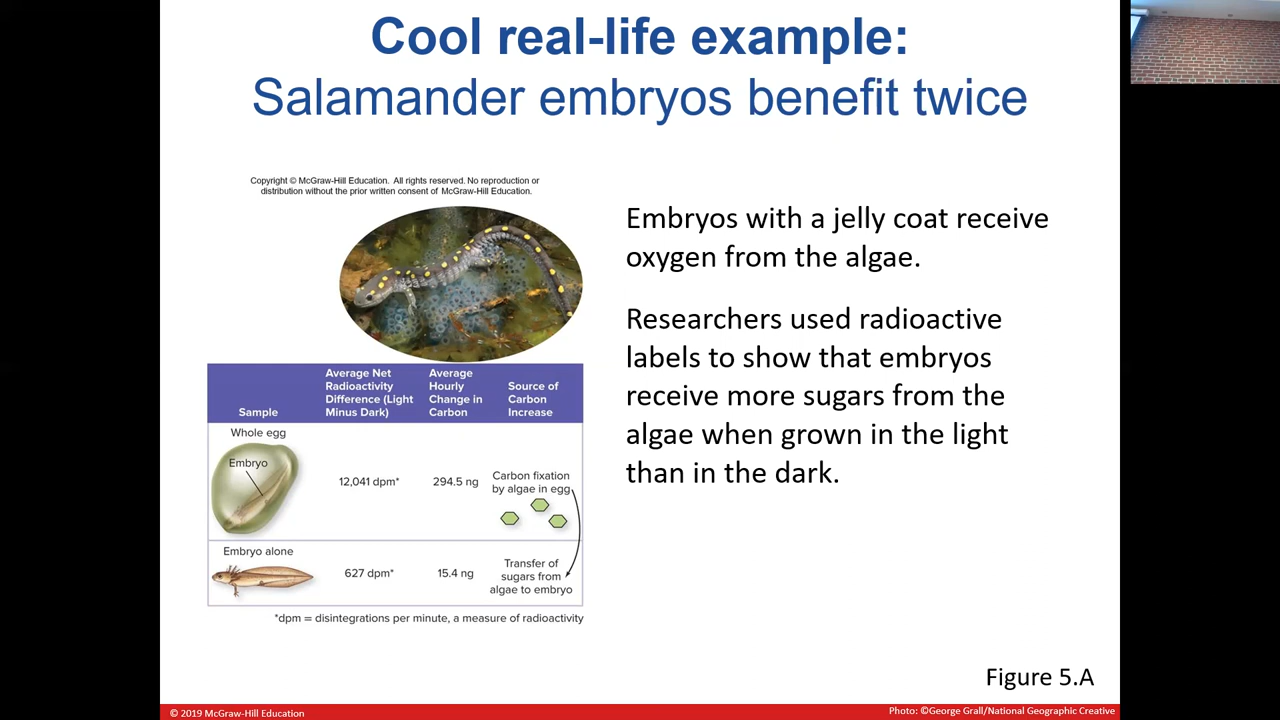 Cool real-life example:
Salamander embryos benefit twice
Copyright © McGraw-Hill Education. All rights reserved. No reproduction or
distribution without the prior written consent of McGraw-Hill Education.
Embryos with a jelly coat receive
oxygen from the algae.
Researchers used radioactive
labels to show that embryos
receive more sugars from the
algae when grown in the light
than in the dark.
Sample
Average Net
Radioactivity
Difference (Light
Minus Dark)
Average
Hourly
Change in
Carbon
Source of
Carbon
Increase
Whole egg
Embryo
12,041 dpm*
294.5 ng
Carbon fixation
by algae in egg
Embryo alone
627 dpm*
15.4 ng
Transfer of
sugars from
algae to embryo
*dpm = disintegrations per minute, a measure of radioactivity
Figure 5.A
© 2019 McGraw-Hill Education
Photo: ©George Grall/National Geographic Creative